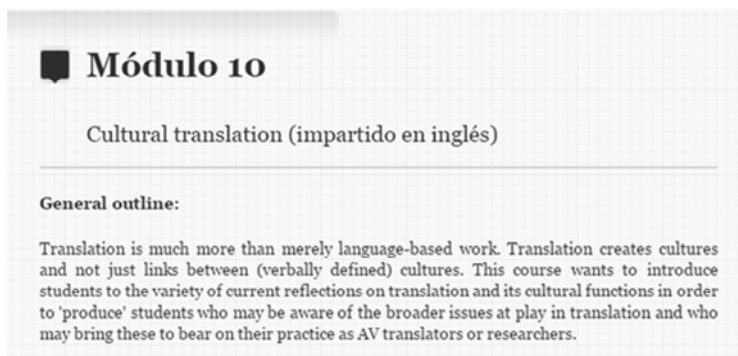 Módulo 10
Cultural translation (impartido en inglés)
General outline:
Translation is much more than merely language-based work. Translation creates cultures
and not just links between (verbally defined) cultures. This course wants to introduce
students to the variety of current reflections on translation and its cultural functions in order
to 'produce' students who may be aware of the broader issues at play in translation and who
may bring these to bear on their practice as AV translators or researchers.